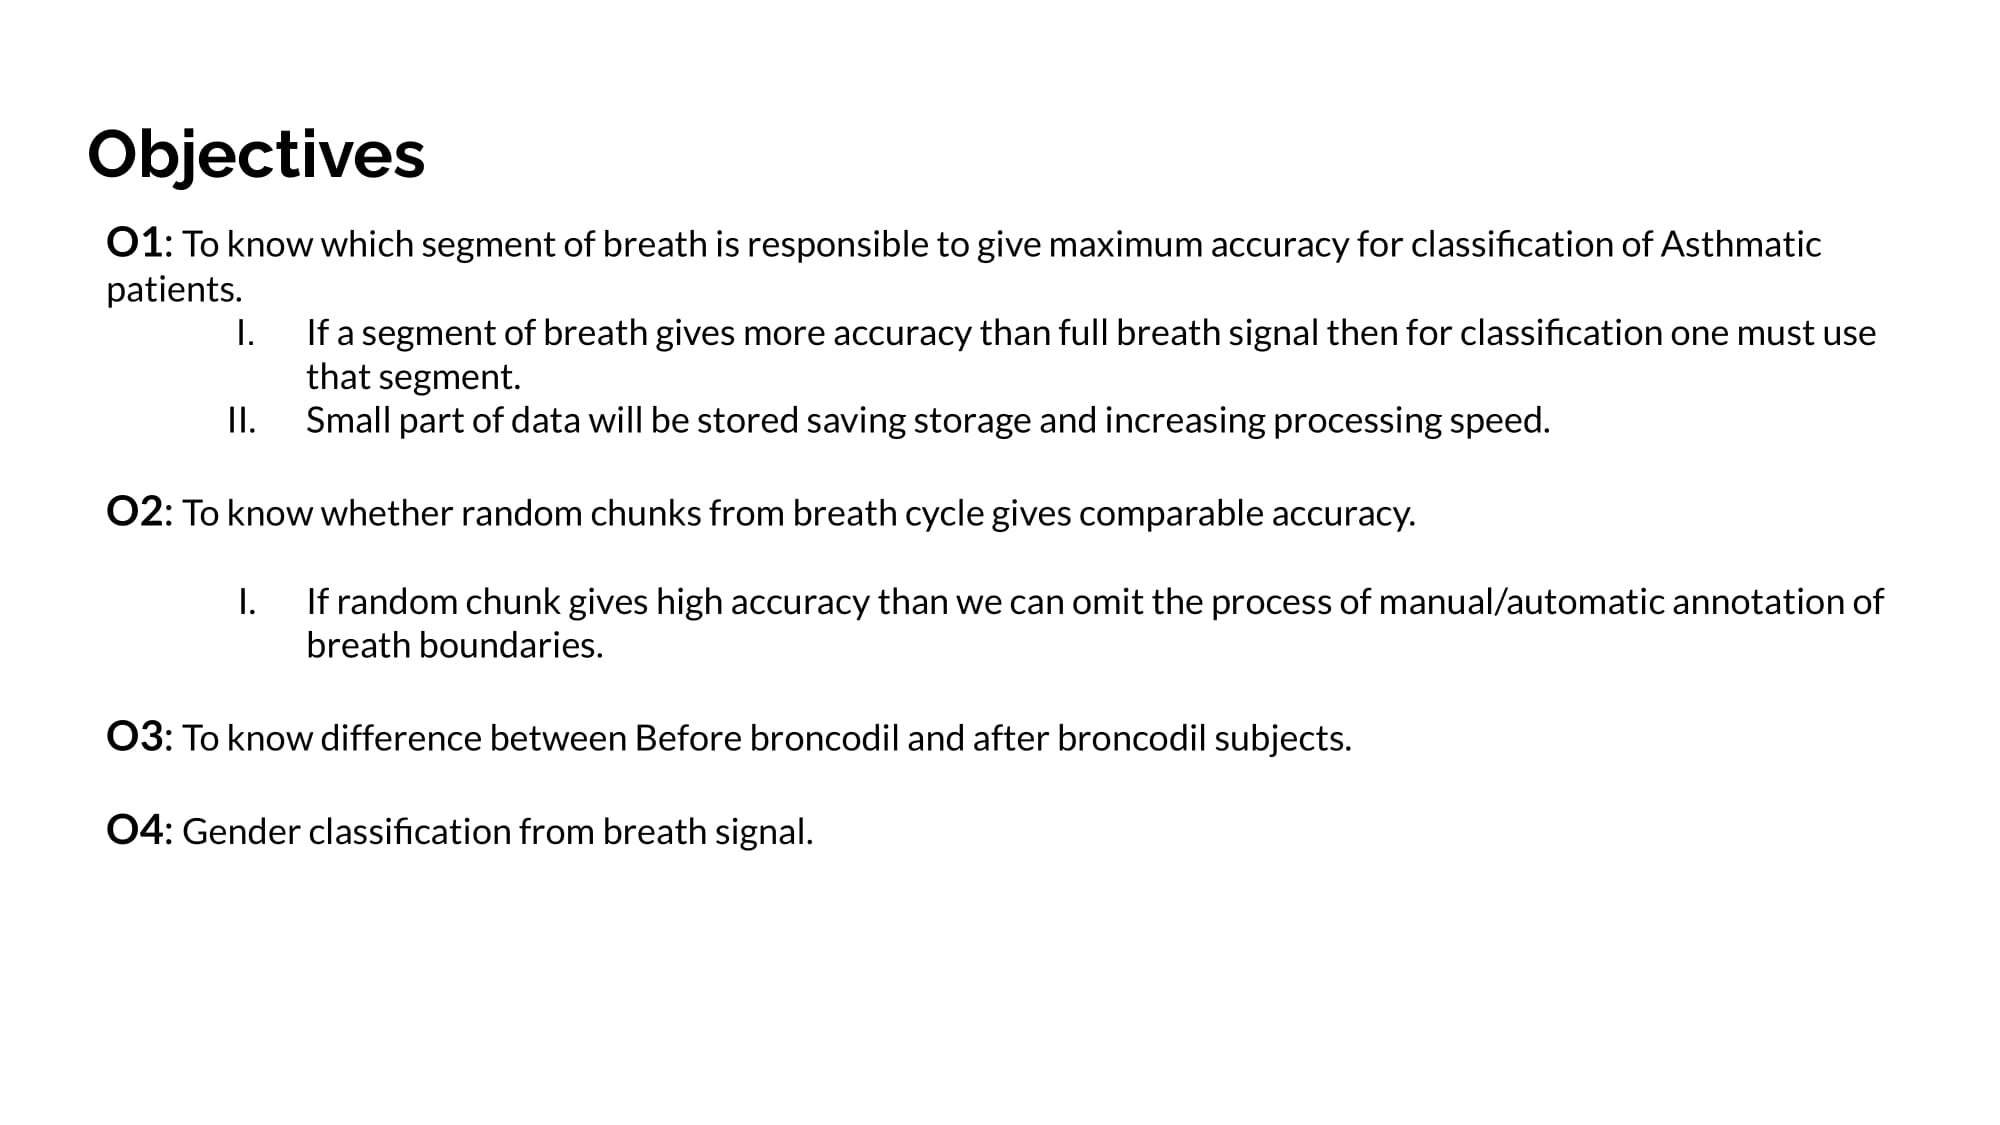 Objectives
O1: To know which segment of breath is responsible to give maximum accuracy for classification of Asthmatic
patients.
I. If a segment of breath gives more accuracy than full breath signal then for classification one must use
that segment.
II. Small part of data will be stored saving storage and increasing processing speed.
O2: To know whether random chunks from breath cycle gives comparable accuracy.
I. If random chunk gives high accuracy than we can omit the process of manual/automatic annotation of
breath boundaries.
O3: To know difference between Before broncodil and after broncodil subjects.
O4: Gender classification from breath signal.